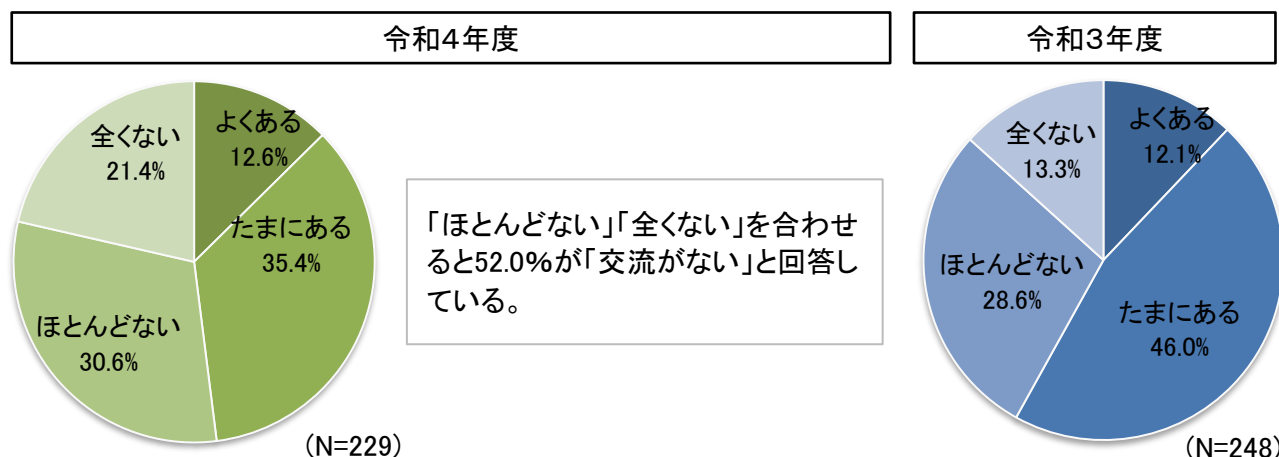 令和４年度
よくある
12.6%
たまにある
35.4%
ほとんどない
30.6%
全くない
21.4%
(N=229)
「ほとんどない」「全くない」を合わせ
ると52.0%が「交流がない」と回答し
ている。
令和３年度
よくある
12.1%
たまにある
46.0%
ほとんどない
28.6%
全くない
13.3%
(N=248)